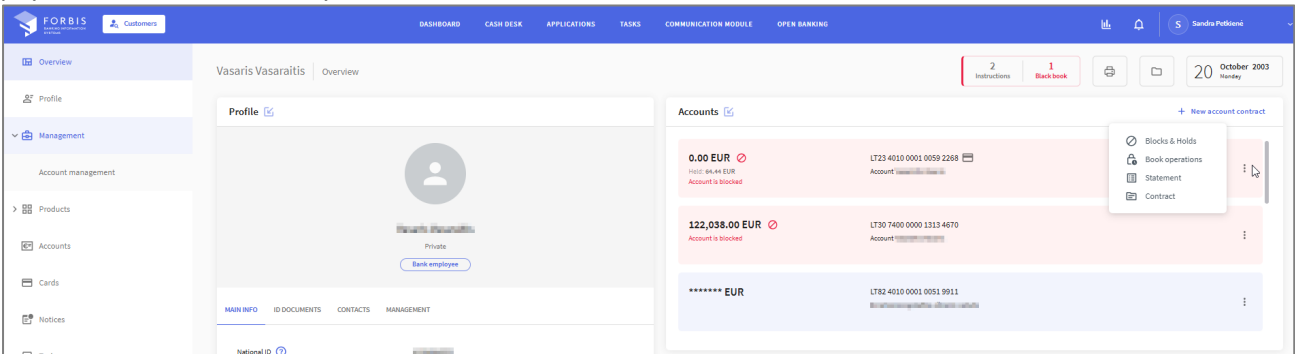 FORBIS
BANKING INFORMATION
SYSTEMS
Customers
DASHBOARD CASH DESK APPLICATIONS TASKS COMMUNICATION MODULE OPEN BANKING
S Sandra Petkienė
Overview
Profile
Management
Account management
Products
Accounts
Cards
Notices
Vasaris Vasaraitis Overview
2 Instructions
1 Black book
20 October 2003
Monday
Profile
Private
Bank employee
MAIN INFO ID DOCUMENTS CONTACTS MANAGEMENT
National ID
Accounts
+ New account contract
0.00 EUR LT23 4010 0001 0059 2268
Held: 64.44 EUR Account
Account is blocked
Blocks & Holds
Book operations
Statement
Contract
122,038.00 EUR LT30 7400 0000 1313 4670
Account is blocked Account
******* EUR LT82 4010 0001 0051 9911